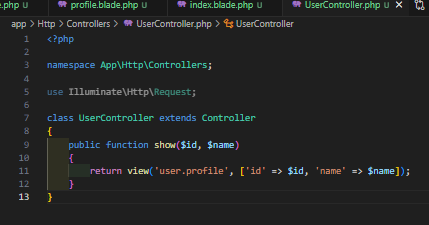 e.php U profile.blade.php U index.blade.php U UserController.php U
app > Http > Controllers > UserController.php > UserController
1 <?php
2
3 namespace App\Http\Controllers;
4
5 use Illuminate\Http\Request;
6
7 class UserController extends Controller
8 {
9 public function show($id, $name)
10 {
11 return view('user.profile', ['id' => $id, 'name' => $name]);
12 }
13 }